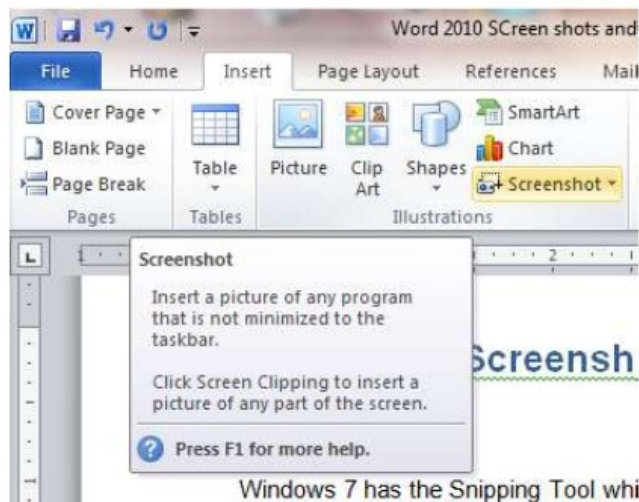 W
Word 2010 SCreen shots and
File Home Insert Page Layout References Mail
Cover Page
Blank Page
Page Break
Table
Picture
Clip Art
Shapes
SmartArt
Chart
Screenshot
Pages Tables Illustrations
L 1 2
Screenshot
Insert a picture of any program
that is not minimized to the
taskbar.
Click Screen Clipping to insert a
picture of any part of the screen.
Press F1 for more help.
Screensh
Windows 7 has the Snipping Tool whi